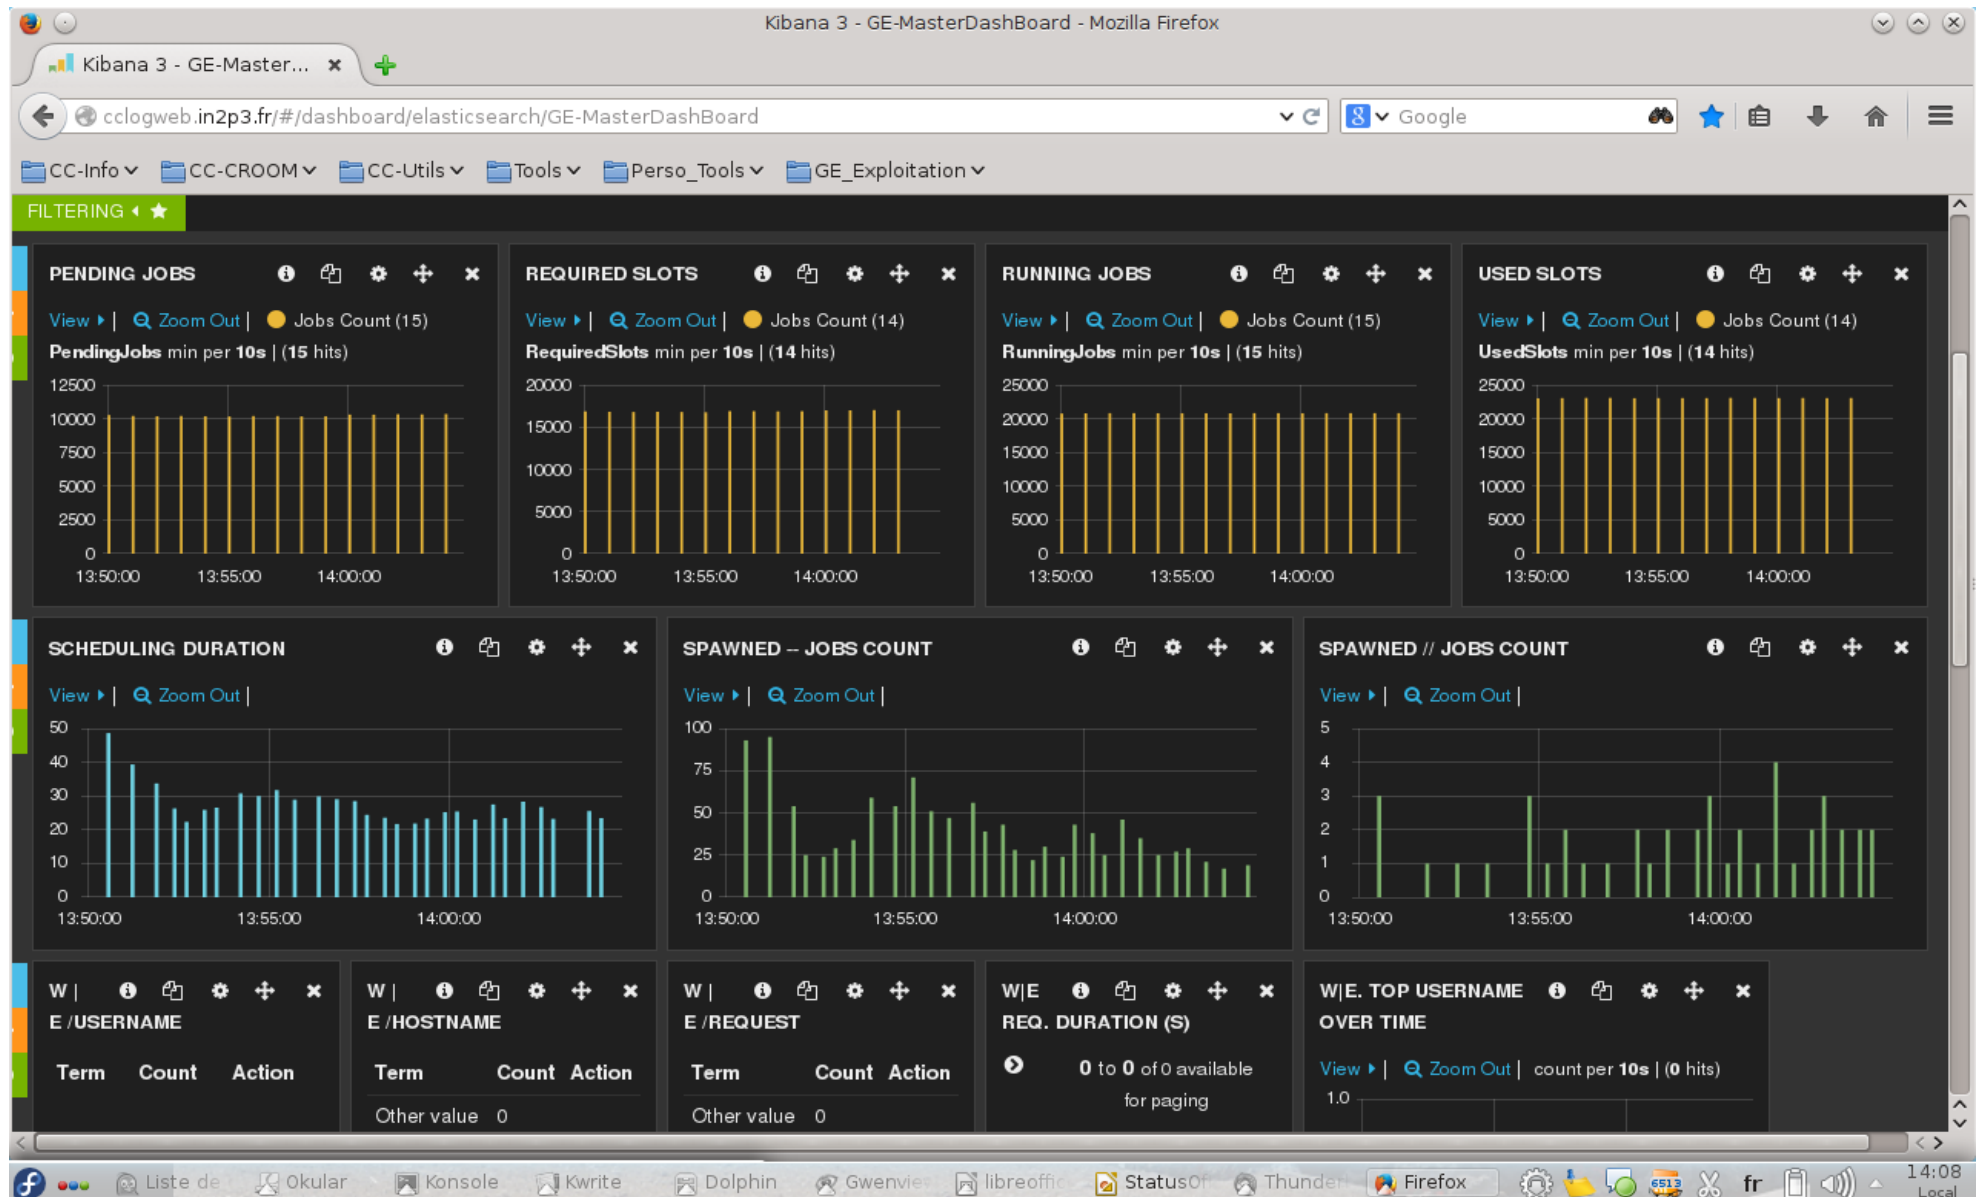 Kibana 3 - GE-MasterDashBoard - Mozilla Firefox
Kibana 3 - GE-Master...
cclogweb.in2p3.fr/#/dashboard/elasticsearch/GE-MasterDashBoard
Google
CC-Info CC-CROOM CC-Utils Tools Perso_Tools GE_Exploitation
FILTERING
PENDING JOBS
View | Zoom Out | Jobs Count (15)
PendingJobs min per 10s | (15 hits)
12500
10000
7500
5000
2500
0
13:50:00 13:55:00 14:00:00
REQUIRED SLOTS
View | Zoom Out | Jobs Count (14)
RequiredSlots min per 10s | (14 hits)
20000
15000
10000
5000
0
13:50:00 13:55:00 14:00:00
RUNNING JOBS
View | Zoom Out | Jobs Count (15)
RunningJobs min per 10s | (15 hits)
25000
20000
15000
10000
5000
0
13:50:00 13:55:00 14:00:00
USED SLOTS
View | Zoom Out | Jobs Count (14)
UsedSlots min per 10s | (14 hits)
25000
20000
15000
10000
5000
0
13:50:00 13:55:00 14:00:00
SCHEDULING DURATION
View | Zoom Out |
50
40
30
20
10
0
13:50:00 13:55:00 14:00:00
SPAWNED -- JOBS COUNT
View | Zoom Out |
100
75
50
25
0
13:50:00 13:55:00 14:00:00
SPAWNED // JOBS COUNT
View | Zoom Out |
5
4
3
2
1
0
13:50:00 13:55:00 14:00:00
W |
E /USERNAME
Term Count Action
W |
E /HOSTNAME
Term Count Action
Other value 0
W |
E /REQUEST
Term Count Action
Other value 0
W|E
REQ. DURATION (S)
0 to 0 of 0 available
for paging
W|E. TOP USERNAME
OVER TIME
View | Zoom Out | count per 10s | (0 hits)
1.0
Liste de Okular Konsole Kwrite Dolphin Gwenvie libreoffi StatusOf Thunder Firefox 6513 fr 14:08
Local